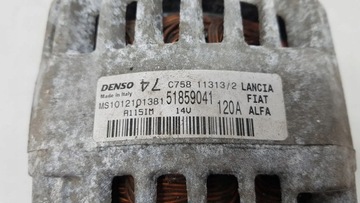 DENSO 74 C758 11313/2 LANCIA
Made in Italy FIAT
MS1012101381 51859041 120A ALFA
A115IM 14V